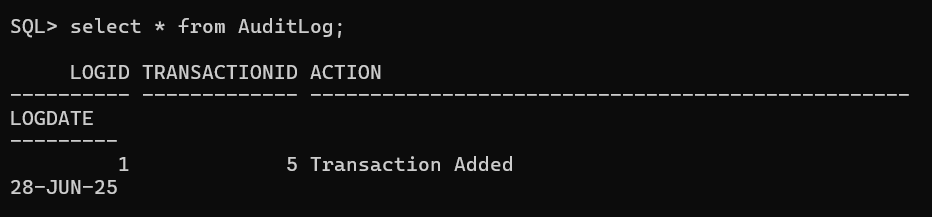 SQL> select * from AuditLog;
     LOGID TRANSACTIONID ACTION
---------- ------------- --------------------------------------------------
LOGDATE
---------
         1             5 Transaction Added
28-JUN-25